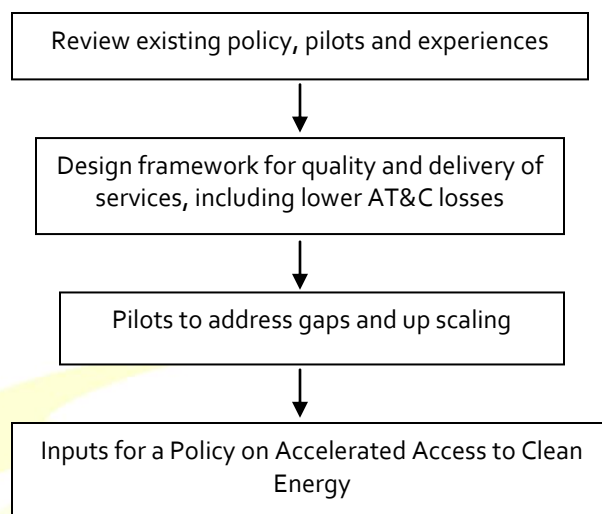 Review existing policy, pilots and experiences
Design framework for quality and delivery of
services, including lower AT&C losses
Pilots to address gaps and up scaling
Inputs for a Policy on Accelerated Access to Clean
Energy